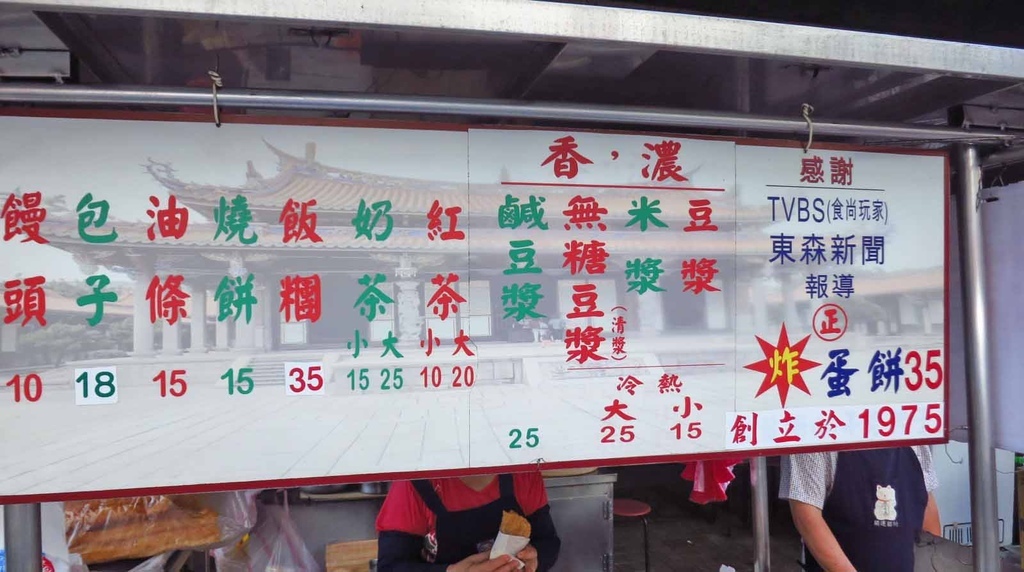 饅頭 10
包子 18
油條 15
燒餅 15
飯糰 35
奶茶 小 大 15 25
紅茶 小 大 10 20
香，濃
鹹豆漿 25
無糖豆漿(清漿)
米漿
豆漿
冷 熱
大 小
25 15
感謝
TVBS(食尚玩家)
東森新聞
報導
正
炸 蛋餅35
創立於 1975